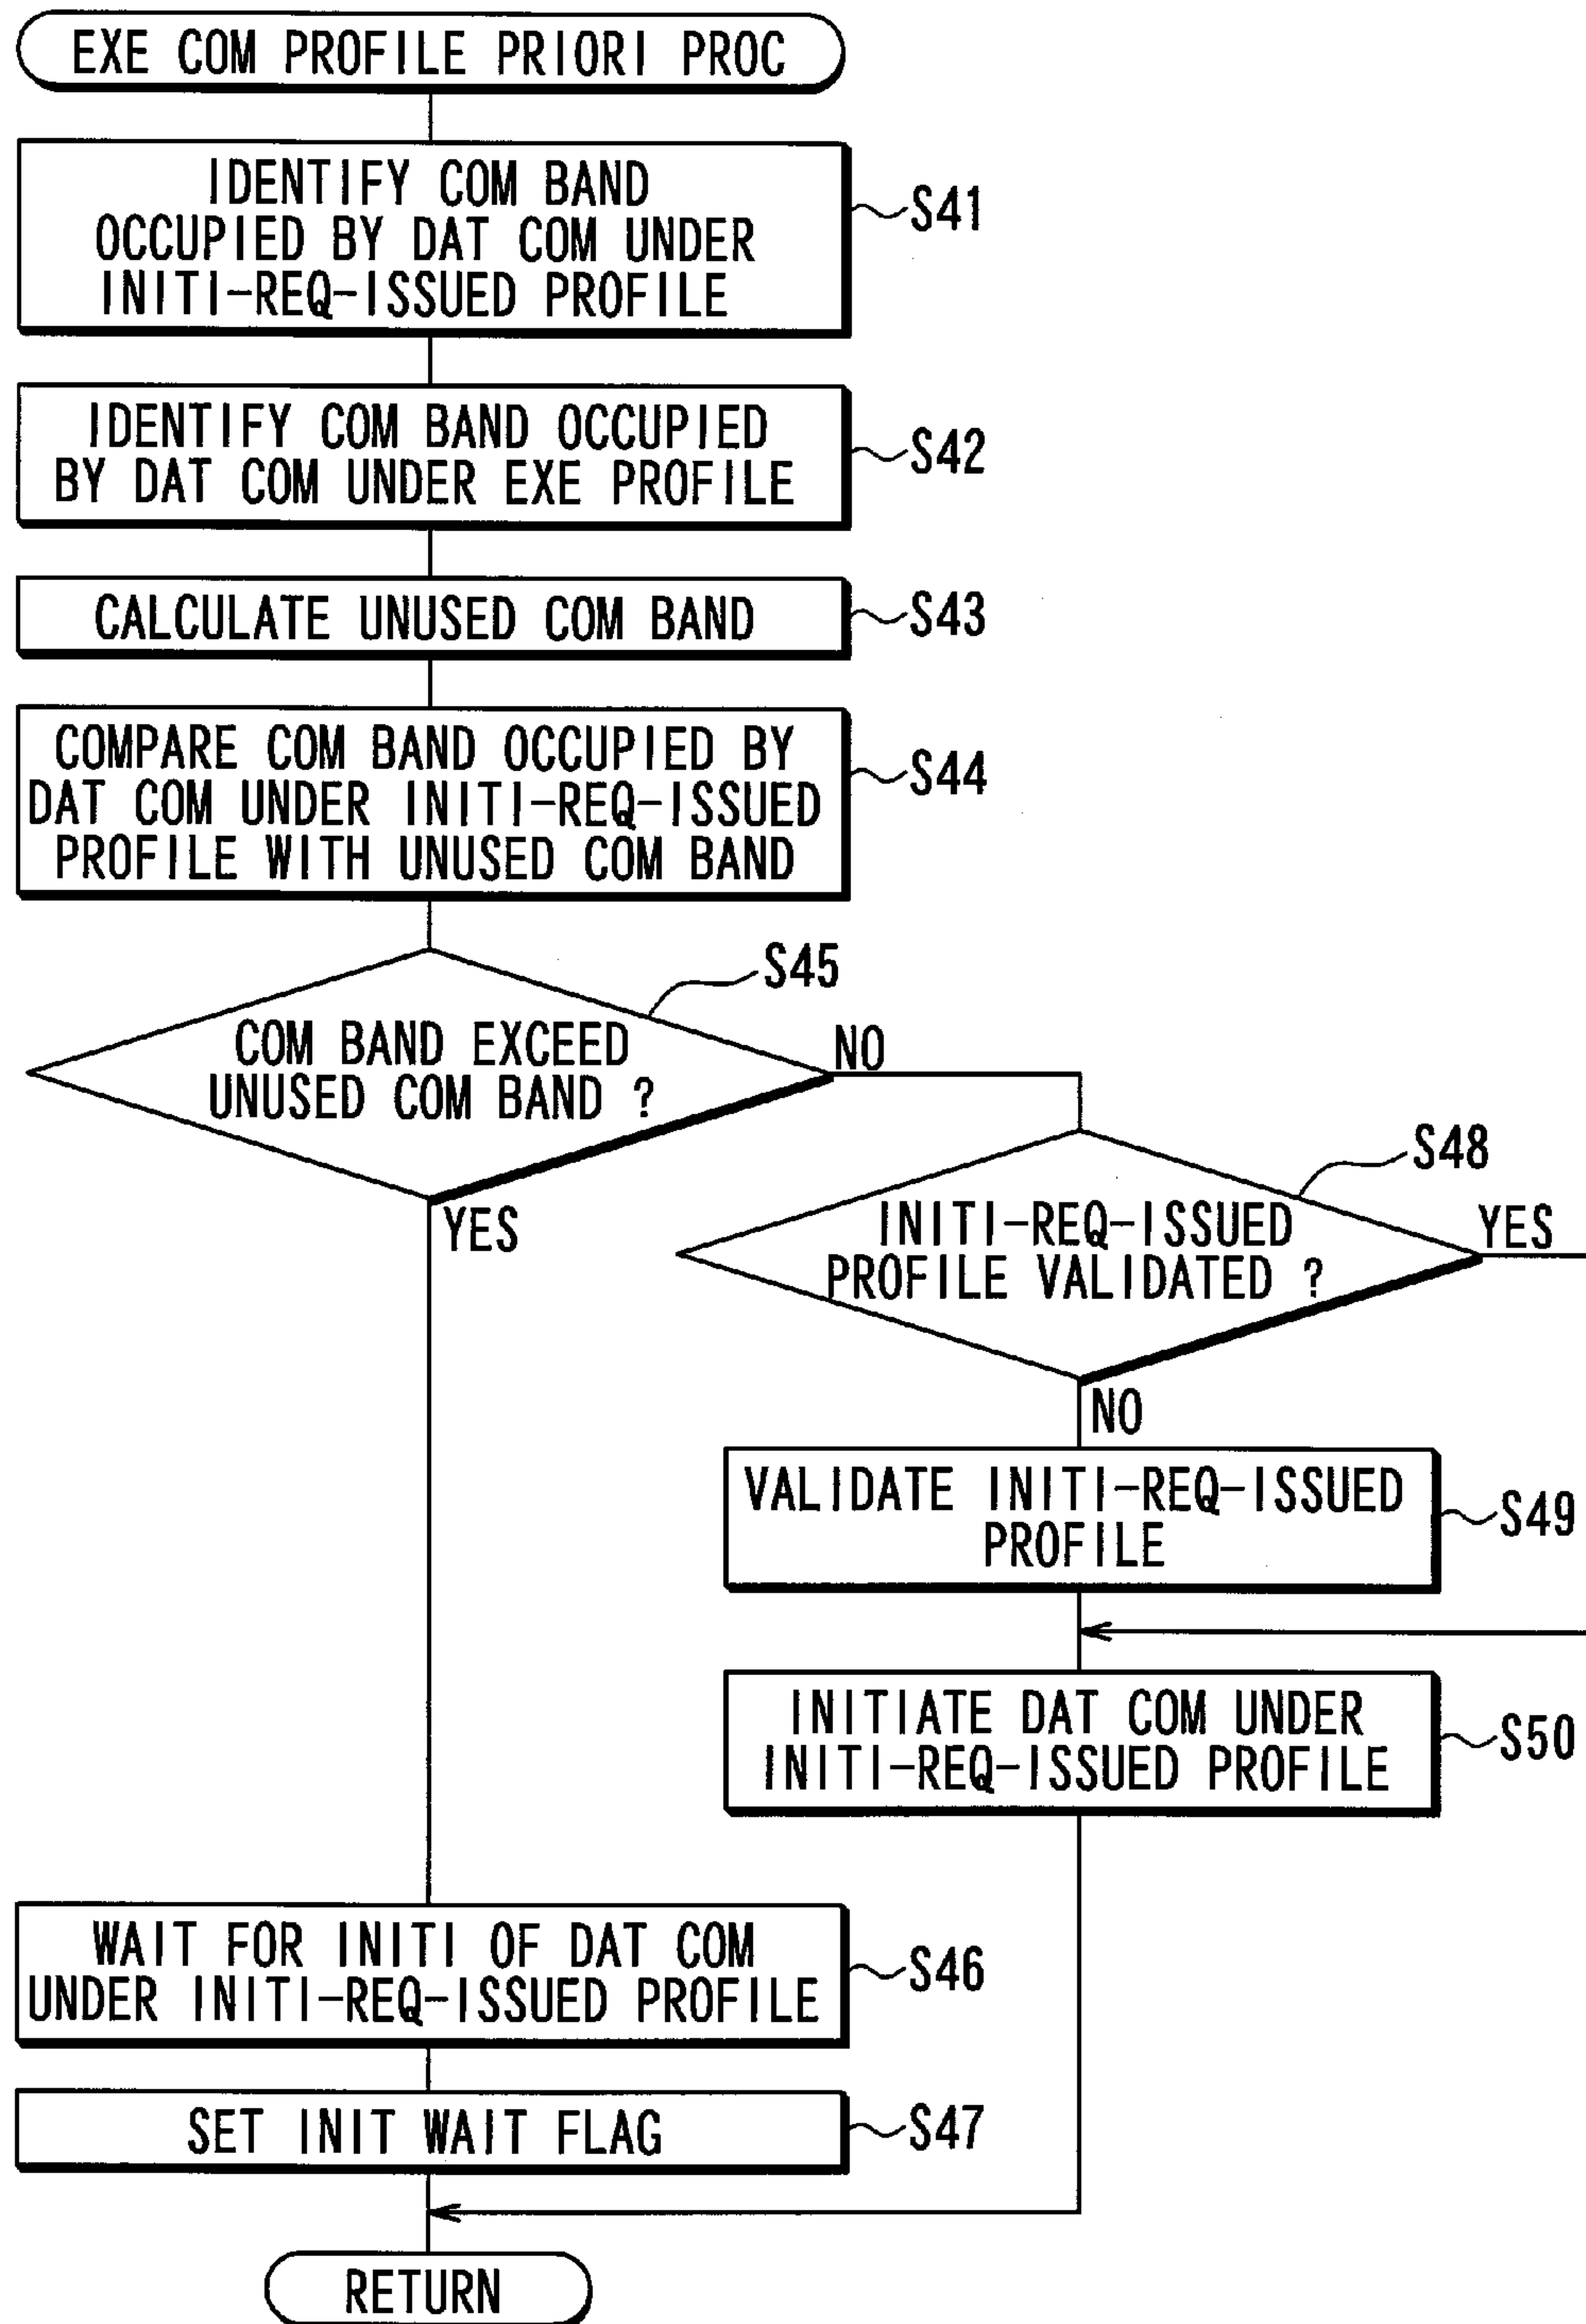 EXE COM PROFILE PRIORI PROC
IDENTIFY COM BAND
OCCUPIED BY DAT COM UNDER
INITI-REQ-ISSUED PROFILE
S41
IDENTIFY COM BAND OCCUPIED
BY DAT COM UNDER EXE PROFILE
S42
CALCULATE UNUSED COM BAND
S43
COMPARE COM BAND OCCUPIED BY
DAT COM UNDER INITI-REQ-ISSUED
PROFILE WITH UNUSED COM BAND
S44
S45
COM BAND EXCEED
UNUSED COM BAND ?
NO
YES
S48
INITI-REQ-ISSUED
PROFILE VALIDATED ?
YES
NO
VALIDATE INITI-REQ-ISSUED
PROFILE
S49
INITIATE DAT COM UNDER
INITI-REQ-ISSUED PROFILE
S50
WAIT FOR INITI OF DAT COM
UNDER INITI-REQ-ISSUED PROFILE
S46
SET INIT WAIT FLAG
S47
RETURN